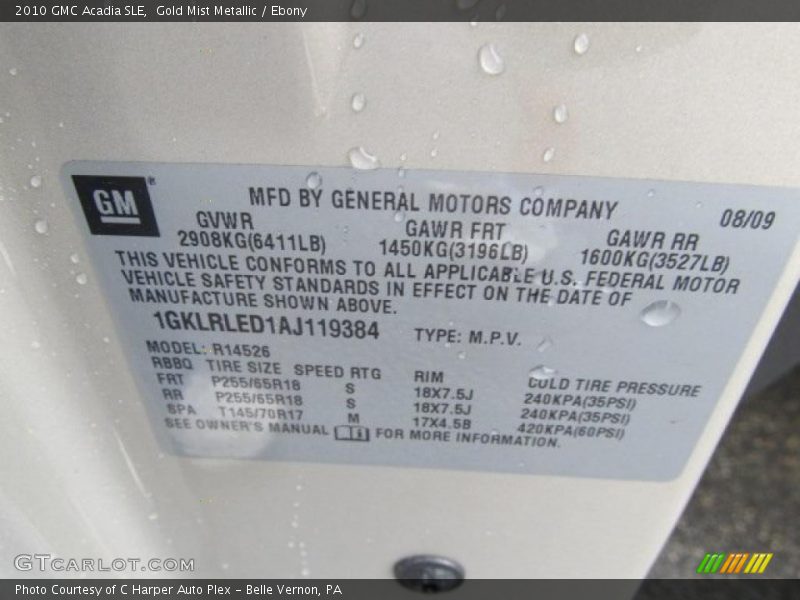 2010 GMC Acadia SLE,  Gold Mist Metallic / Ebony
GM
MFD BY GENERAL MOTORS COMPANY 08/09
GVWR GAWR FRT GAWR RR
2908KG(6411LB) 1450KG(3196LB) 1600KG(3527LB)
THIS VEHICLE CONFORMS TO ALL APPLICABLE U.S. FEDERAL MOTOR
VEHICLE SAFETY STANDARDS IN EFFECT ON THE DATE OF
MANUFACTURE SHOWN ABOVE.
1GKLRLED1AJ119384 TYPE: M.P.V.
MODEL: R14526
RBBQ TIRE SIZE SPEED RTG RIM COLD TIRE PRESSURE
FRT P255/65R18 S 18X7.5J 240KPA(35PSI)
RR P255/65R18 S 18X7.5J 240KPA(35PSI)
SPA T145/70R17 M 17X4.5B 420KPA(60PSI)
SEE OWNER'S MANUAL FOR MORE INFORMATION.
GTCARLOT.COM
Photo Courtesy of C Harper Auto Plex - Belle Vernon, PA